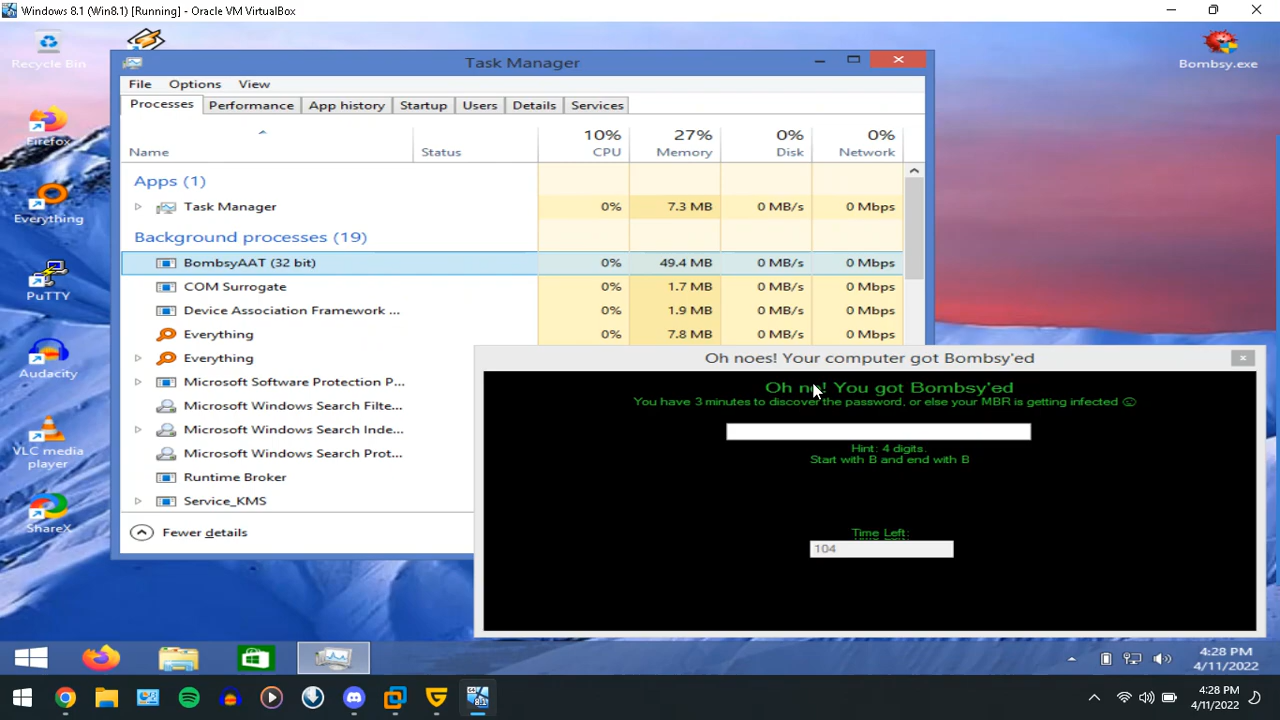 Windows 8.1 (Win8.1) [Running] - Oracle VM VirtualBox
Recycle Bin
Bombsy.exe
Firefox
Everything
PuTTY
Audacity
VLC media
player
ShareX
Task Manager
File Options View
Processes Performance App history Startup Users Details Services
10% 27% 0% 0%
Name Status CPU Memory Disk Network
Apps (1)
Task Manager 0% 7.3 MB 0 MB/s 0 Mbps
Background processes (19)
BombsyAAT (32 bit) 0% 49.4 MB 0 MB/s 0 Mbps
COM Surrogate 0% 1.7 MB 0 MB/s 0 Mbps
Device Association Framework ... 0% 1.9 MB 0 MB/s 0 Mbps
Everything 0% 7.8 MB 0 MB/s 0 Mbps
Everything
Microsoft Software Protection P...
Microsoft Windows Search Filte...
Microsoft Windows Search Inde...
Microsoft Windows Search Prot...
Runtime Broker
Service_KMS
Fewer details
Oh noes! Your computer got Bombsy'ed
Oh no! You got Bombsy'ed
You have 3 minutes to discover the password, or else your MBR is getting infected
Hint: 4 digits.
Start with B and end with B
Time Left:
104
4:28 PM
4/11/2022
4:28 PM
4/11/2022